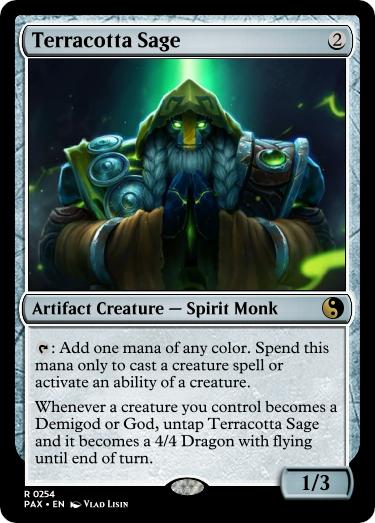 Terracotta Sage 2
Artifact Creature — Spirit Monk
: Add one mana of any color. Spend this
mana only to cast a creature spell or
activate an ability of a creature.
Whenever a creature you control becomes a
Demigod or God, untap Terracotta Sage
and it becomes a 4/4 Dragon with flying
until end of turn.
1/3
R 0254
PAX • EN Vlad Lisin